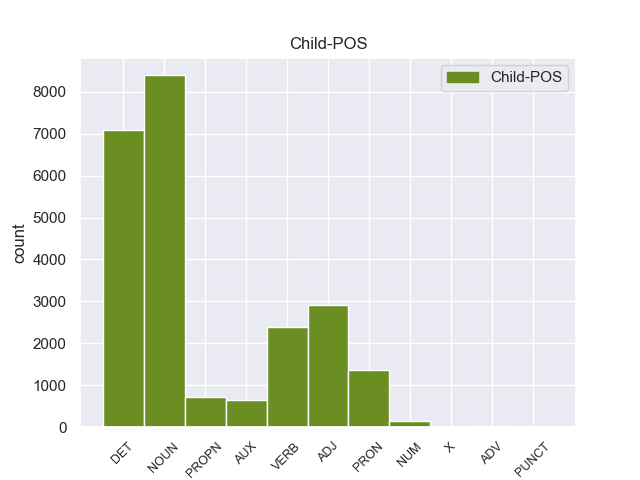 Child-POS
Child-POS
8000
7000
6000
5000
4000
3000
2000
1000
0
count
DET NOUN PROPN AUX VERB ADJ PRON NUM X ADV PUNCT